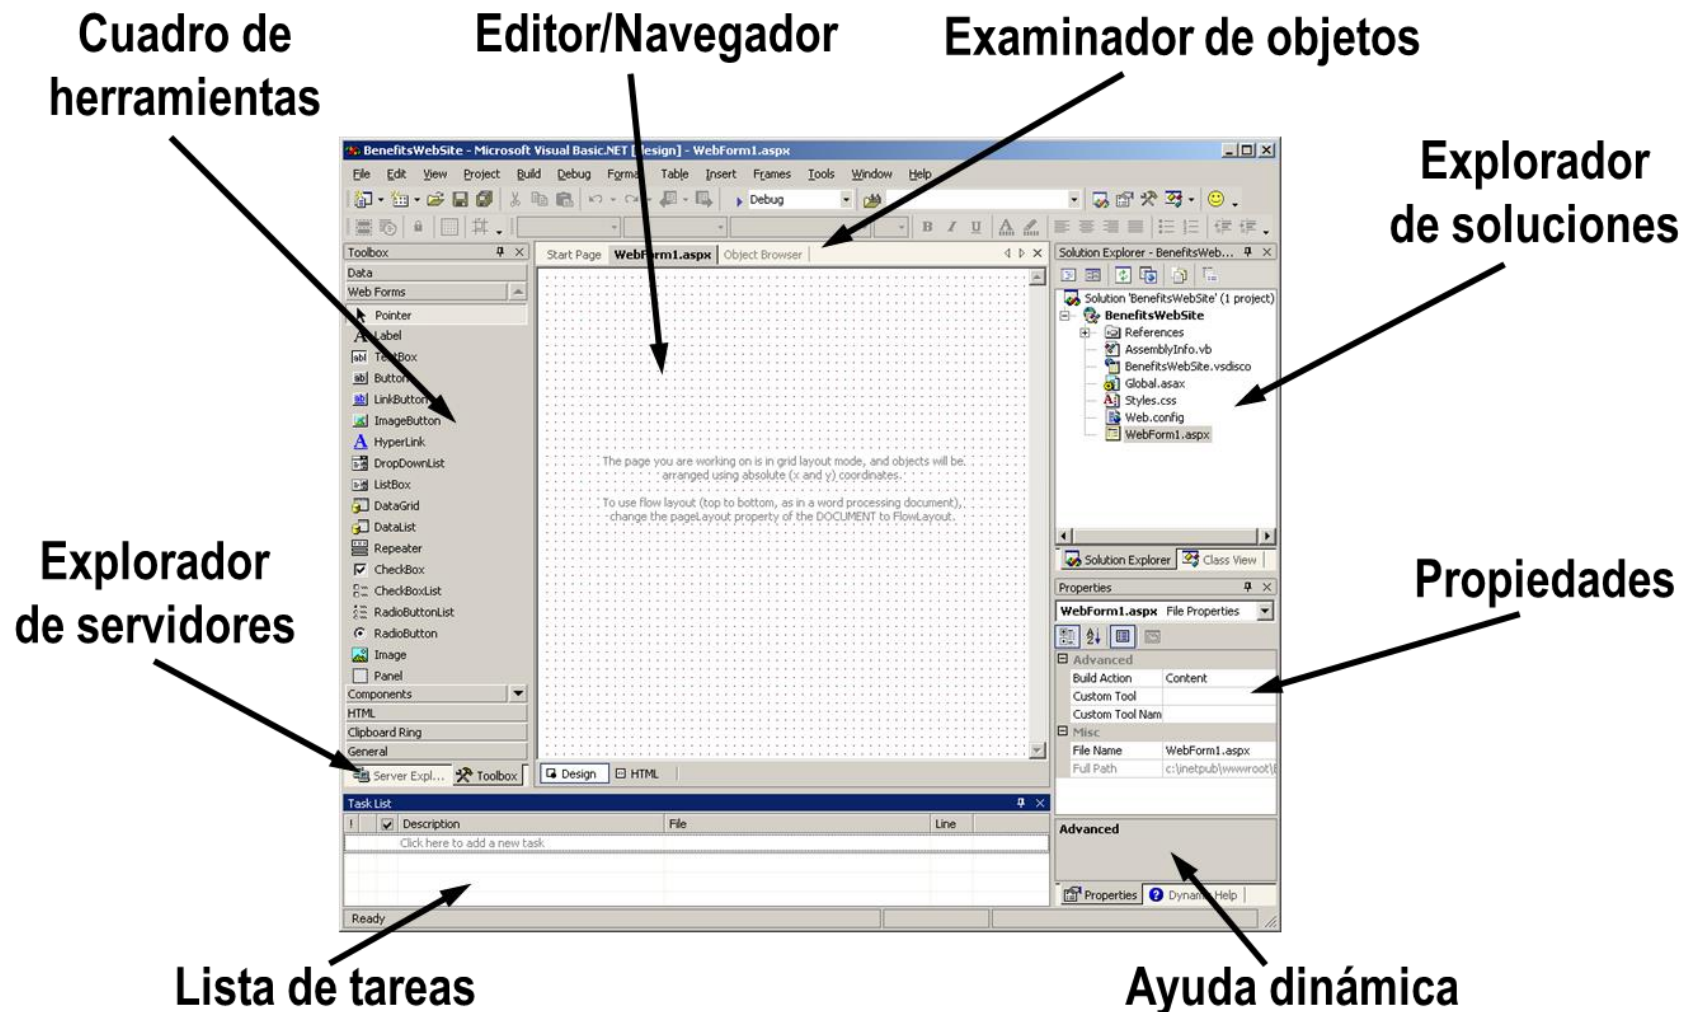 Cuadro de
herramientas
Editor/Navegador
Examinador de objetos
Explorador
de soluciones
Explorador
de servidores
Propiedades
Lista de tareas
Ayuda dinámica
BenefitsWebSite - Microsoft Visual Basic.NET [design] - WebForm1.aspx
File Edit View Project Build Debug Format Table Insert Frames Tools Window Help
Debug
B I U A
Toolbox
Data
Web Forms
Pointer
Label
TextBox
Button
LinkButton
ImageButton
HyperLink
DropDownList
ListBox
DataGrid
DataList
Repeater
CheckBox
CheckBoxList
RadioButtonList
RadioButton
Image
Panel
Components
HTML
Clipboard Ring
General
Server Expl... Toolbox
Start Page WebForm1.aspx Object Browser
The page you are working on is in grid layout mode, and objects will be
arranged using absolute (x and y) coordinates.
To use flow layout (top to bottom, as in a word processing document),
change the pageLayout property of the DOCUMENT to FlowLayout.
Design HTML
Solution Explorer - BenefitsWeb...
Solution 'BenefitsWebSite' (1 project)
BenefitsWebSite
References
AssemblyInfo.vb
BenefitsWebSite.vsdisco
Global.asax
Styles.css
Web.config
WebForm1.aspx
Solution Explorer Class View
Properties
WebForm1.aspx File Properties
Advanced
Build Action Content
Custom Tool
Custom Tool Nam
Misc
File Name WebForm1.aspx
Full Path c:\inetpub\wwwroot\
Advanced
Properties Dynamic Help
Task List
! Description File Line
Click here to add a new task
Ready